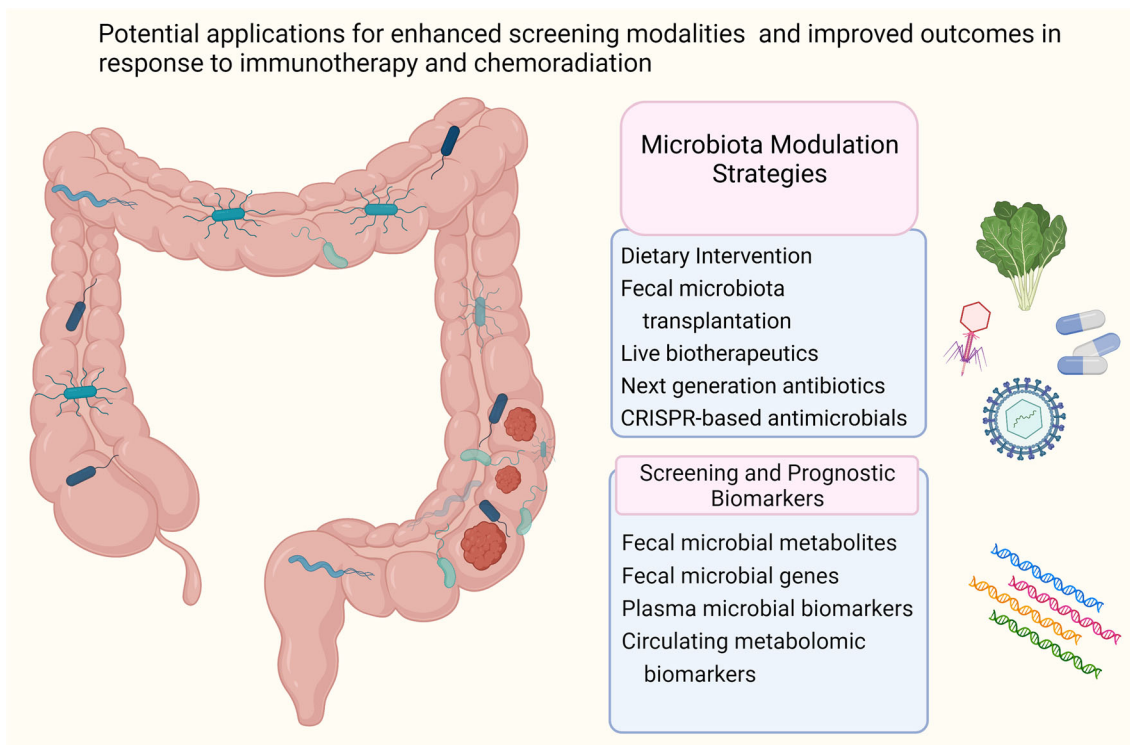 Potential applications for enhanced screening modalities  and improved outcomes in
response to immunotherapy and chemoradiation
Microbiota Modulation
Strategies
Dietary Intervention
Fecal microbiota
transplantation
Live biotherapeutics
Next generation antibiotics
CRISPR-based antimicrobials
Screening and Prognostic
Biomarkers
Fecal microbial metabolites
Fecal microbial genes
Plasma microbial biomarkers
Circulating metabolomic
biomarkers